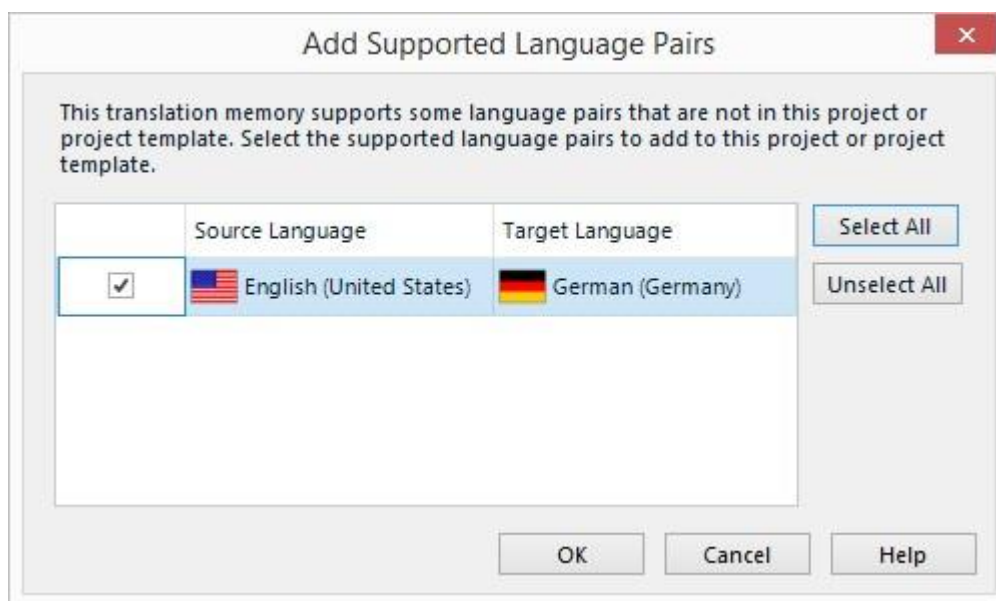 Add Supported Language Pairs
This translation memory supports some language pairs that are not in this project or
project template. Select the supported language pairs to add to this project or project
template.
Source Language Target Language Select All
English (United States) German (Germany) Unselect All
OK Cancel Help